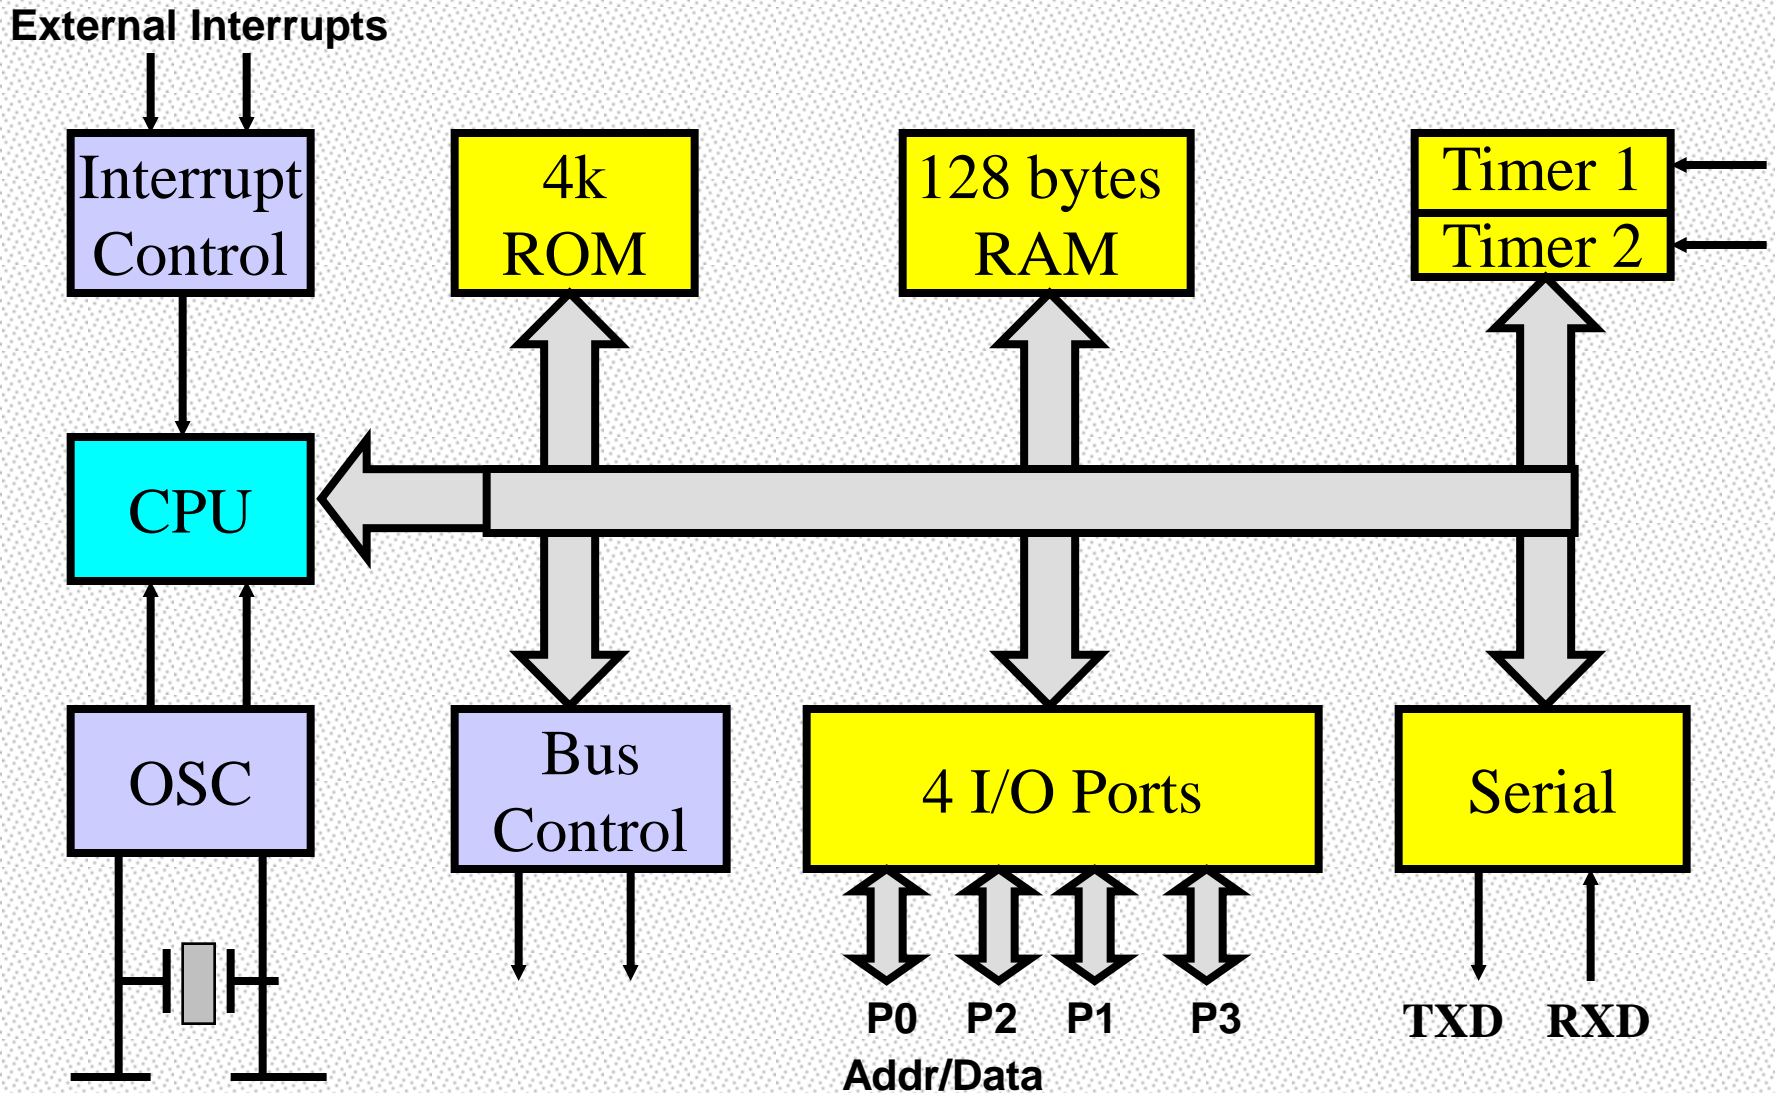 External Interrupts
Interrupt
Control
4k
ROM
128 bytes
RAM
Timer 1
Timer 2
CPU
OSC
Bus
Control
4 I/O Ports
Serial
P0 P2 P1 P3
TXD RXD
Addr/Data